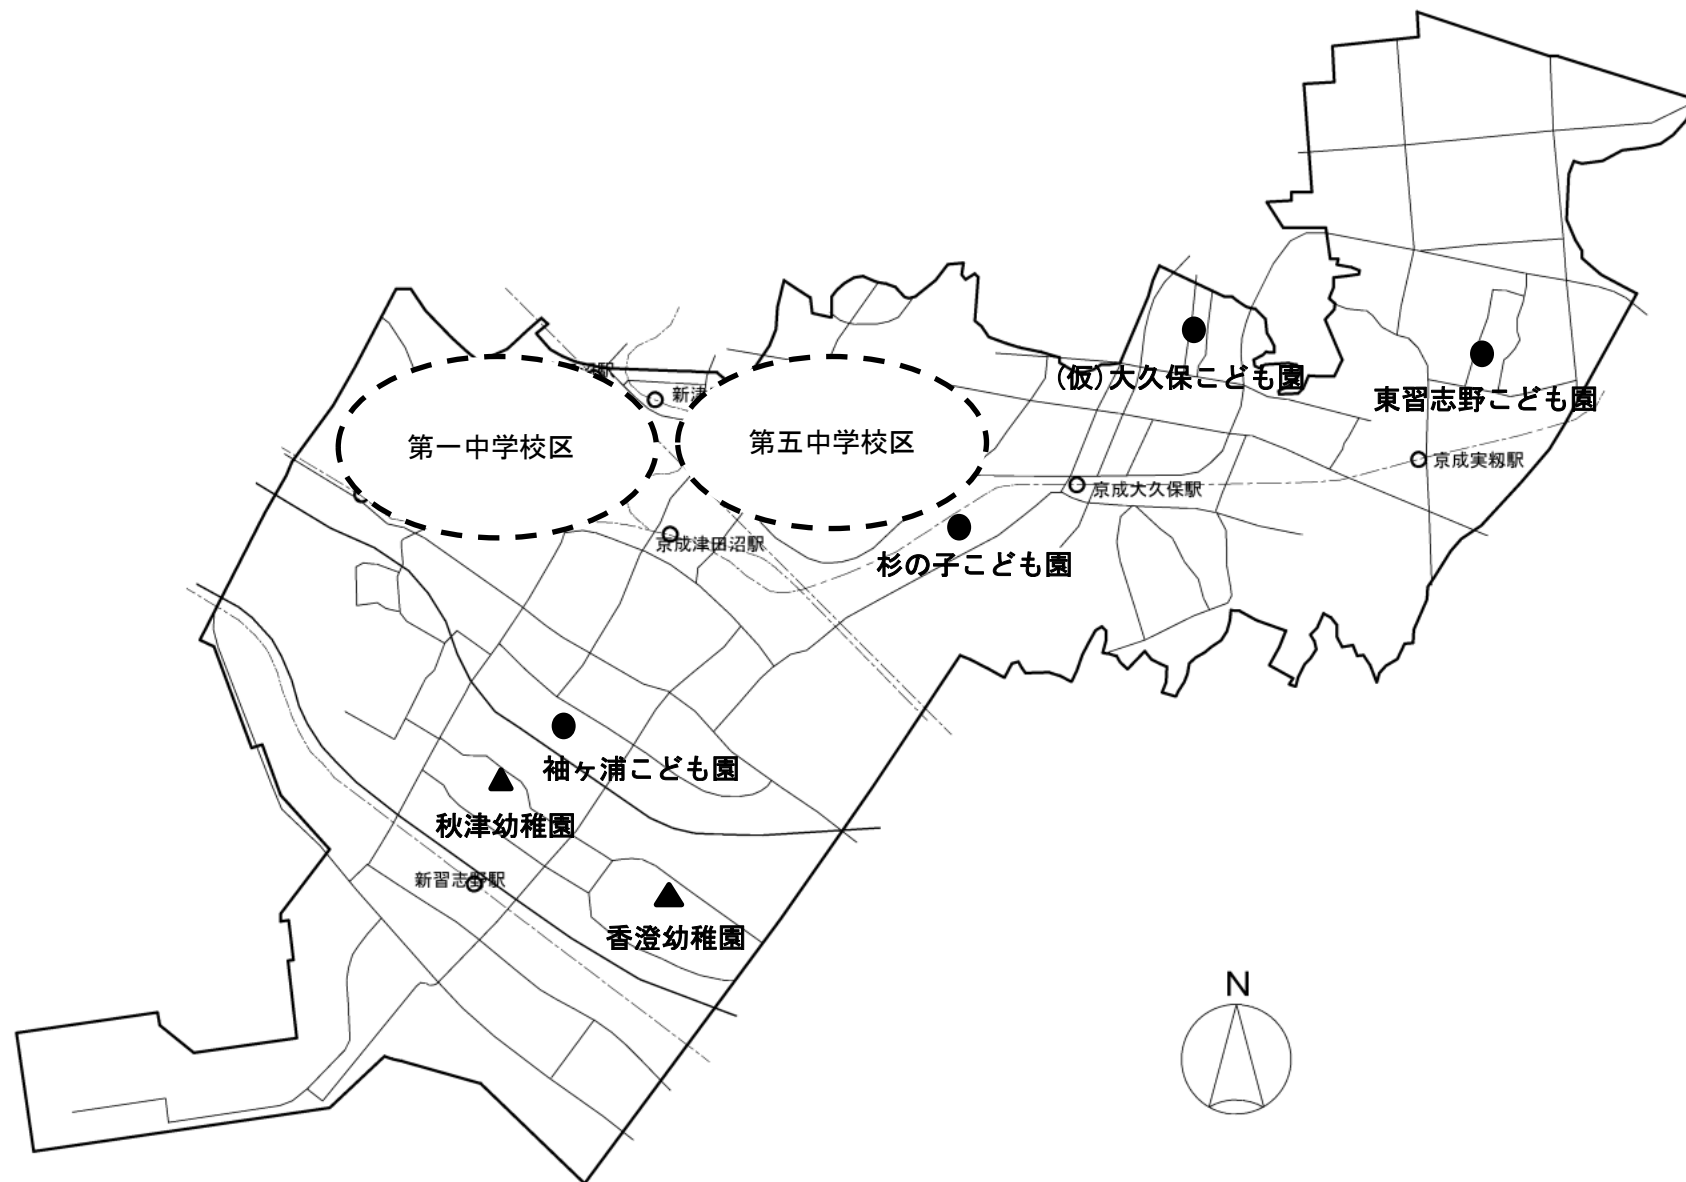 (仮)大久保こども園
東習志野こども園
駅
新津
第一中学校区
第五中学校区
京成実籾駅
京成大久保駅
京成津田沼駅
杉の子こども園
袖ヶ浦こども園
秋津幼稚園
新習志野駅
香澄幼稚園
N